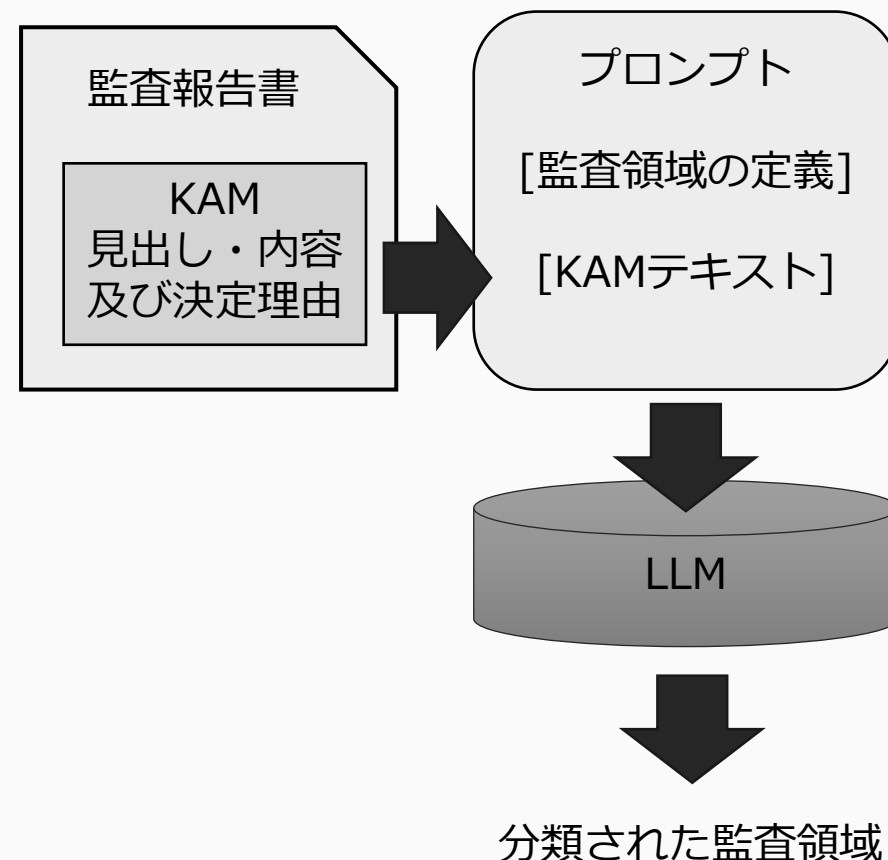 監査報告書
KAM
見出し・内容
及び決定理由
プロンプト
[監査領域の定義]
[KAMテキスト]
LLM
分類された監査領域